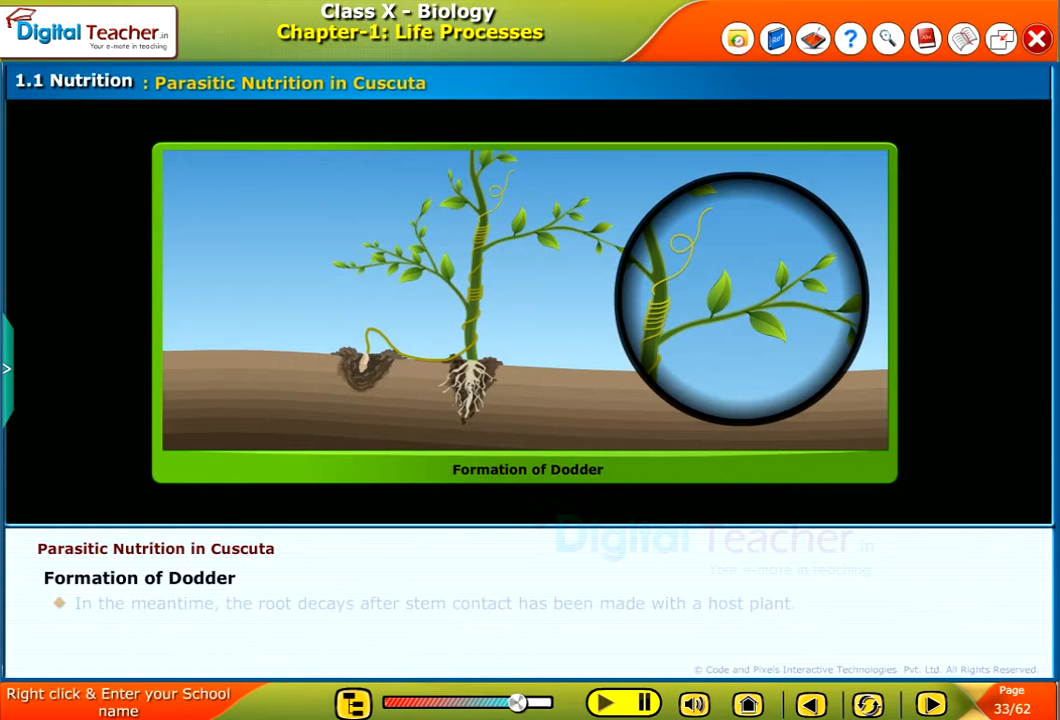 Digital Teacher.in
Your e-mate in teaching
Class X - Biology
Chapter-1: Life Processes
Ref
?
Abc
1.1 Nutrition : Parasitic Nutrition in Cuscuta
>
Formation of Dodder
Digital Teacher.in
Your e-mate in teaching
Parasitic Nutrition in Cuscuta
Formation of Dodder
In the meantime, the root decays after stem contact has been made with a host plant.
© Code and Pixels Interactive Technologies. Pvt. Ltd. All Rights Reserved.
Right click & Enter your School
name
Page
33/62